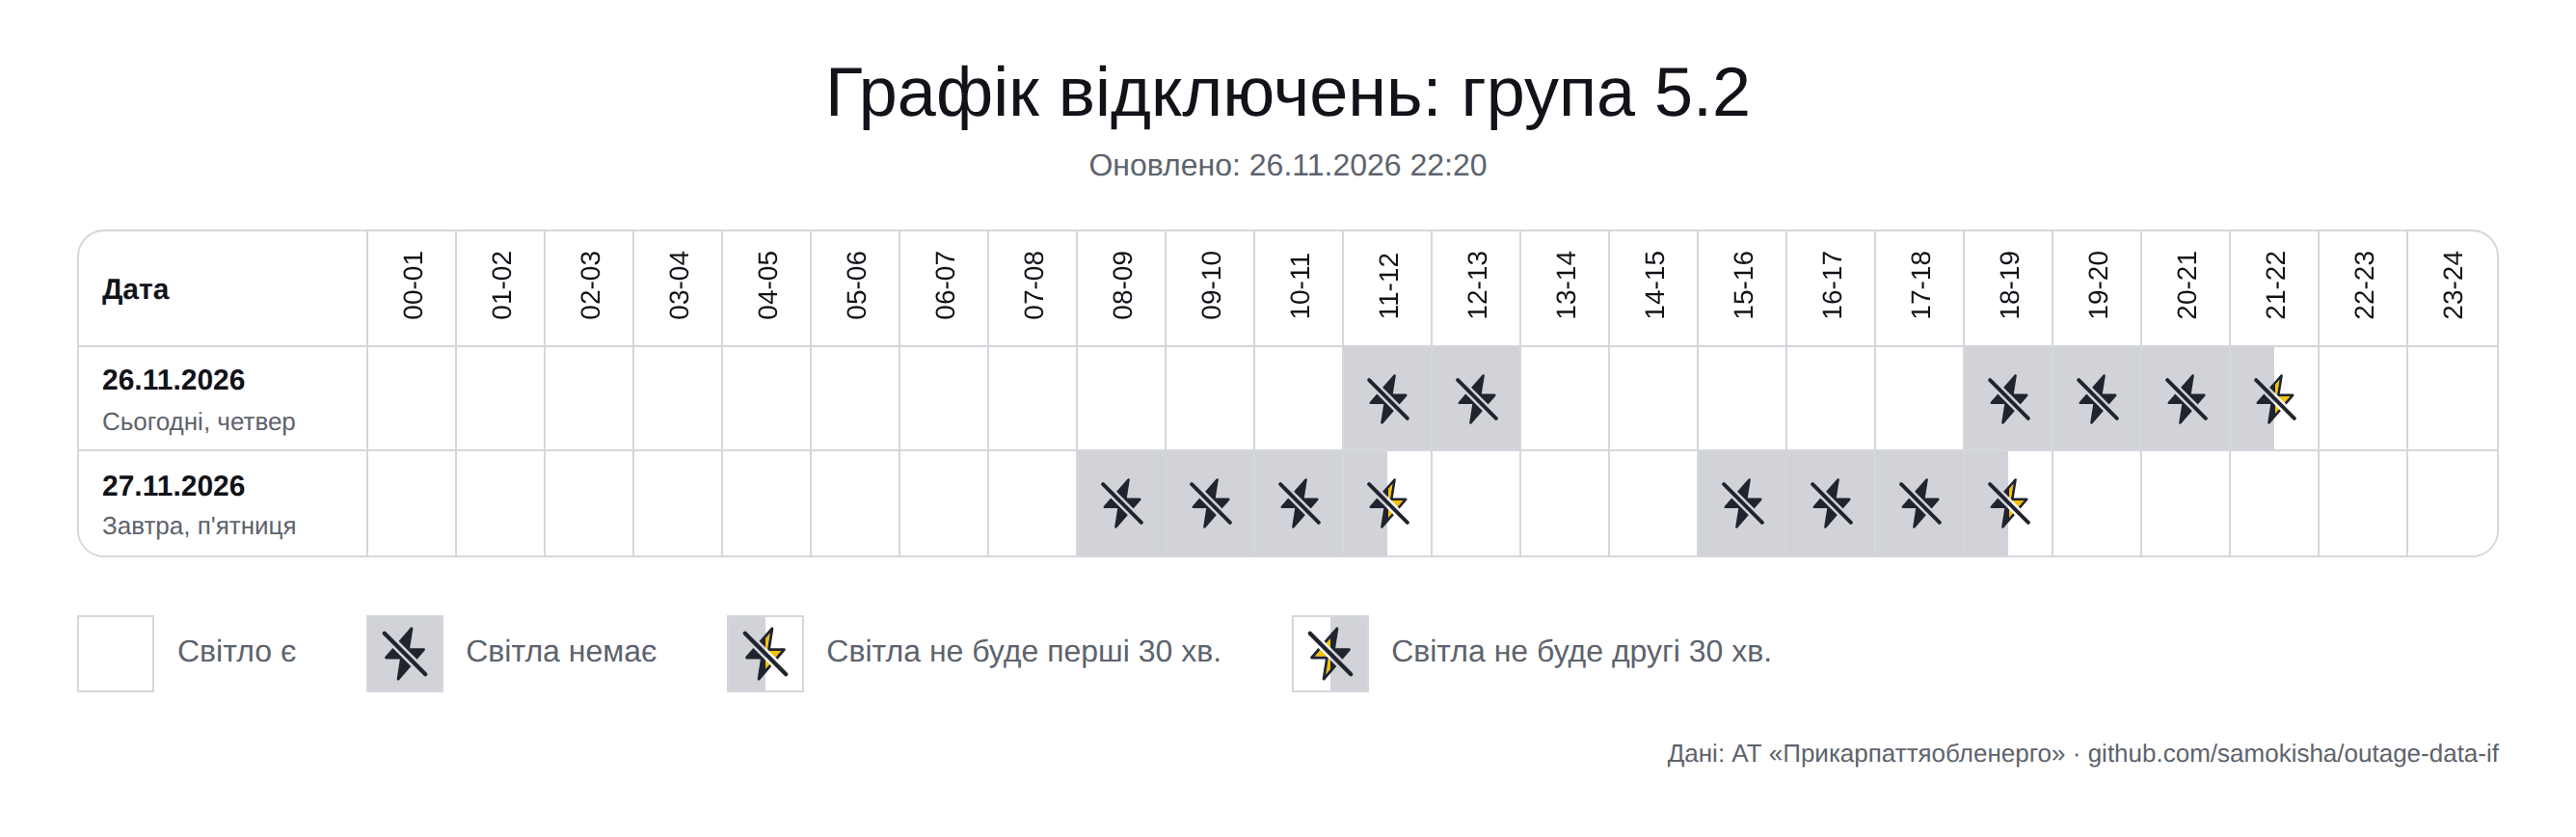 Графік відключень: група 5.2
Оновлено: 26.11.2026 22:20
Дата 00-01 01-02 02-03 03-04 04-05 05-06 06-07 07-08 08-09 09-10 10-11 11-12 12-13 13-14 14-15 15-16 16-17 17-18 18-19 19-20 20-21 21-22 22-23 23-24
26.11.2026
Сьогодні, четвер
27.11.2026
Завтра, п'ятниця
Світло є Світла немає Світла не буде перші 30 хв. Світла не буде другі 30 хв.
Дані: АТ «Прикарпаттяобленерго» · github.com/samokisha/outage-data-if